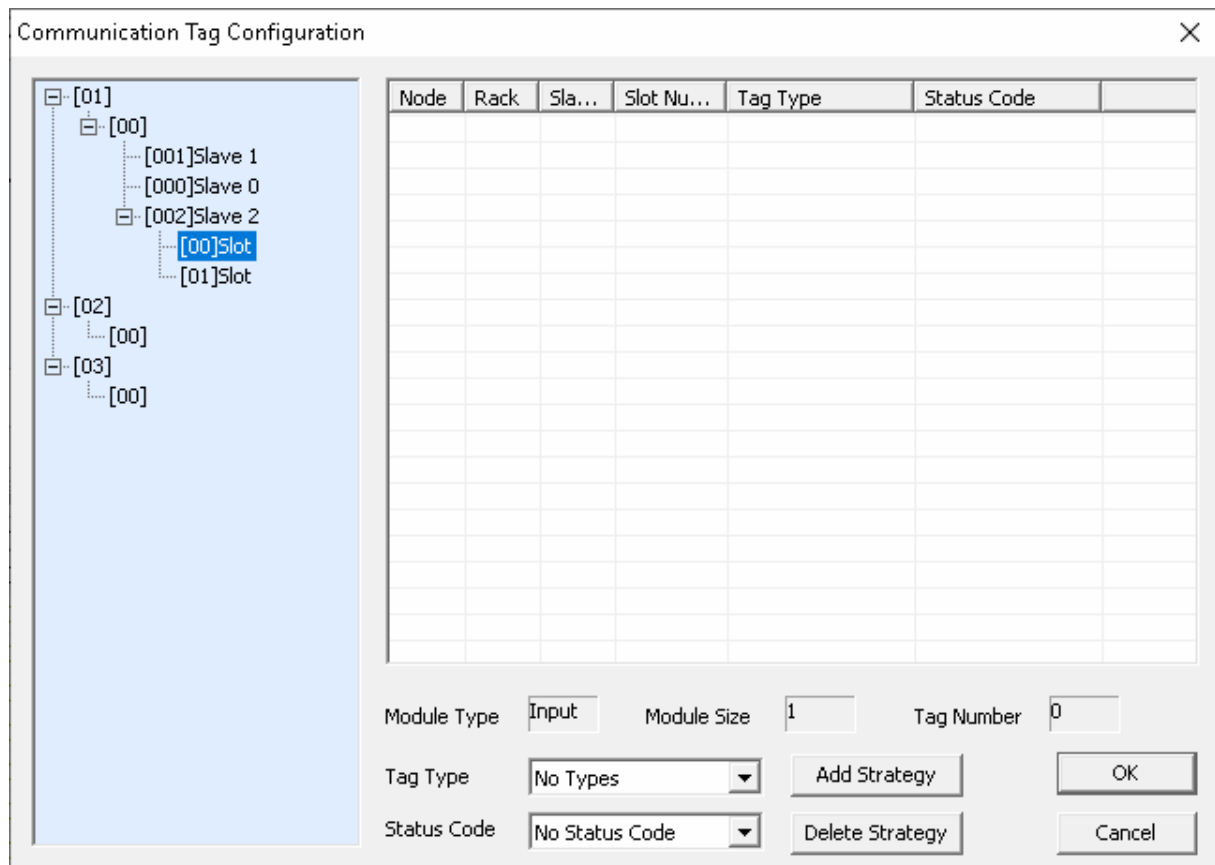 Communication Tag Configuration
[01]
[00]
[001]Slave 1
[000]Slave 0
[002]Slave 2
[00]Slot
[01]Slot
[02]
[00]
[03]
[00]
Node Rack Sla... Slot Nu... Tag Type Status Code
Module Type Input Module Size 1 Tag Number 0
Tag Type No Types Add Strategy OK
Status Code No Status Code Delete Strategy Cancel